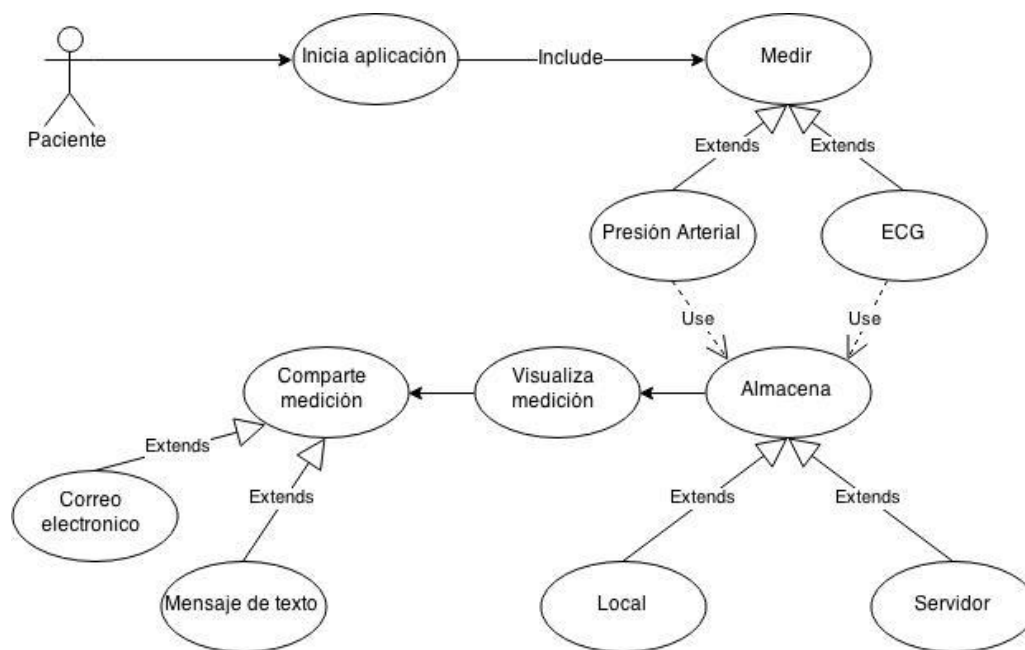 Inicia aplicación
Include
Medir
Paciente
Extends
Extends
Presión Arterial
ECG
Use
Use
Comparte
medición
Visualiza
medición
Almacena
Extends
Correo
electronico
Extends
Extends
Extends
Mensaje de texto
Local
Servidor